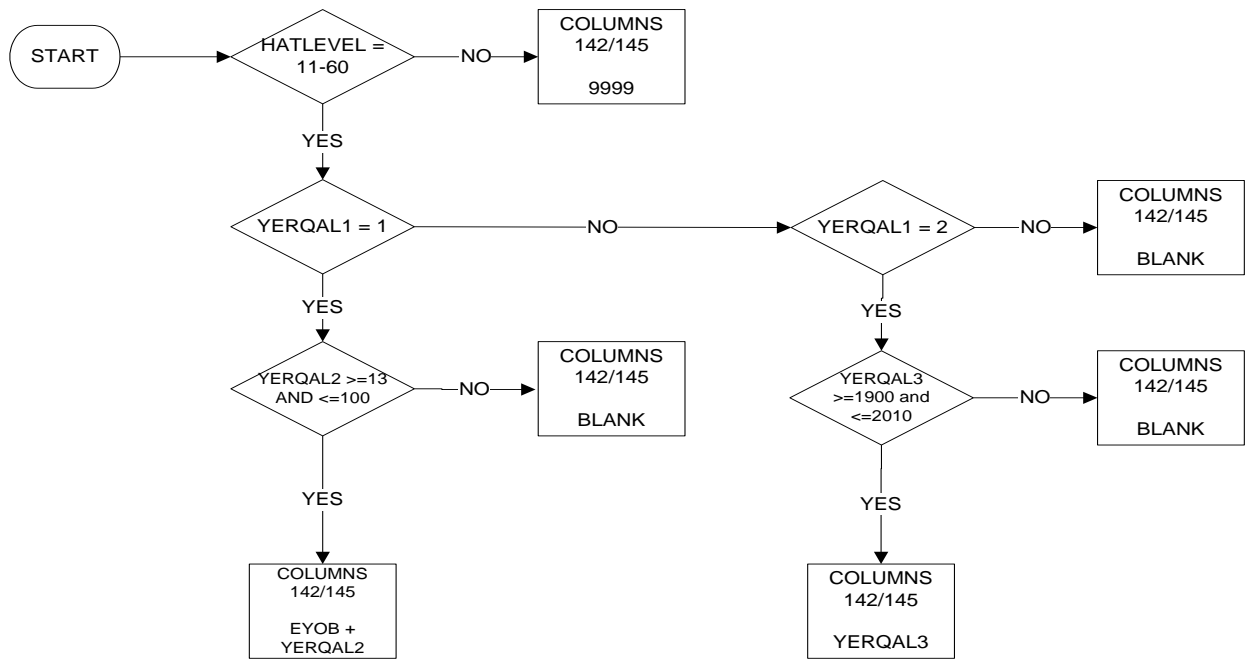 START
HATLEVEL =
11-60
NO
COLUMNS
142/145
9999
YES
YERQAL1 = 1
NO
YERQAL1 = 2
NO
COLUMNS
142/145
BLANK
YES
YERQAL2 >=13
AND <=100
NO
COLUMNS
142/145
BLANK
YES
YERQAL3
>=1900 and
<=2010
NO
COLUMNS
142/145
BLANK
YES
COLUMNS
142/145
EYOB +
YERQAL2
YES
COLUMNS
142/145
YERQAL3